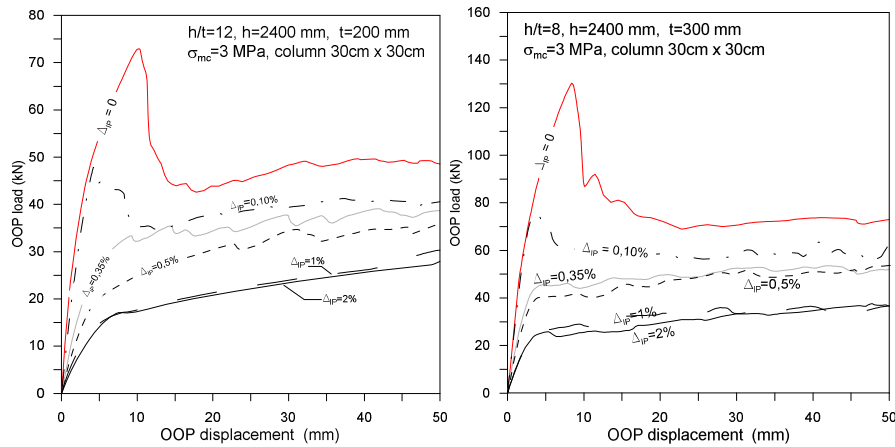 h/t=12, h=2400 mm, t=200 mm
σmc=3 MPa, column 30cm x 30cm
80
70
60
50
40
30
20
10
0
OOP load (kN)
ΔIP = 0
ΔIP=0.10%
ΔIP=0,35%
ΔIP=0,5%
ΔIP=1%
ΔIP=2%
0 10 20 30 40 50
OOP displacement (mm)
h/t=8, h=2400 mm, t=300 mm
σmc=3 MPa, column 30cm x 30cm
160
140
120
100
80
60
40
20
0
OOP load (kN)
ΔIP = 0
ΔIP = 0,10%
ΔIP=0,35%
ΔIP=0,5%
ΔIP=1%
ΔIP=2%
0 10 20 30 40 50
OOP displacement (mm)